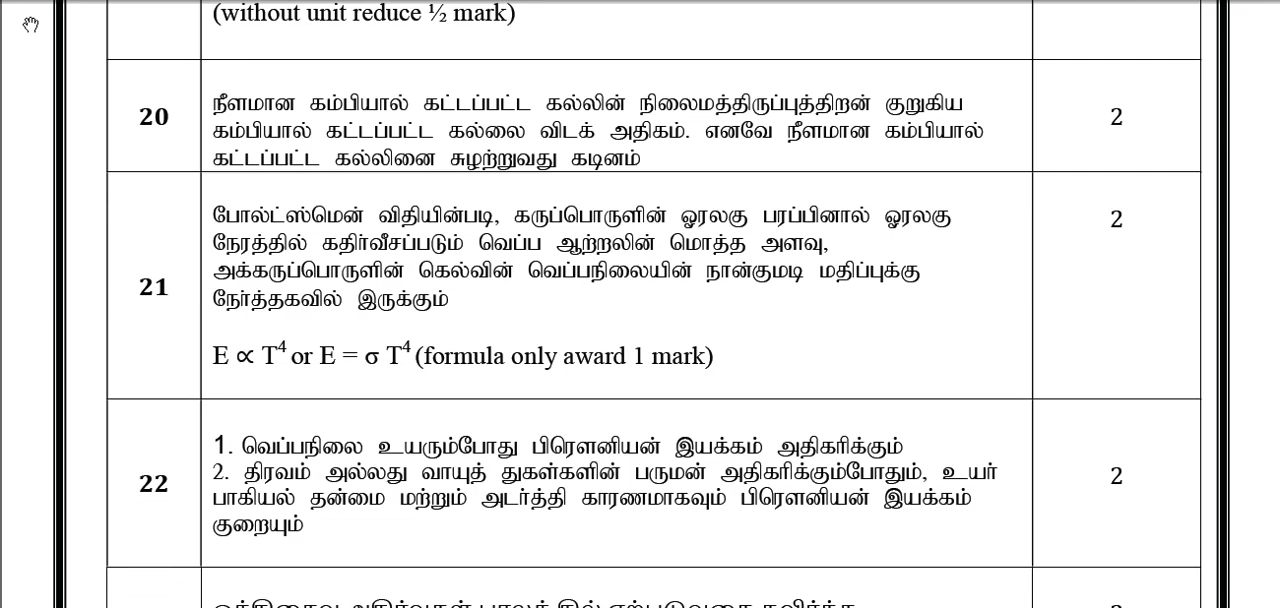 (without unit reduce ½ mark)
20
நீளமான கம்பியால் கட்டப்பட்ட கல்லின் நிலைமத்திருப்புத்திறன் குறுகிய
கம்பியால் கட்டப்பட்ட கல்லை விடக் அதிகம். எனவே நீளமான கம்பியால்
கட்டப்பட்ட கல்லினை சுழற்றுவது கடினம்
2
21
போல்ட்ஸ்மென் விதியின்படி, கருப்பொருளின் ஓரலகு பரப்பினால் ஓரலகு
நேரத்தில் கதிர்வீசப்படும் வெப்ப ஆற்றலின் மொத்த அளவு,
அக்கருப்பொருளின் கெல்வின் வெப்பநிலையின் நான்குமடி மதிப்புக்கு
நேர்த்தகவில் இருக்கும்
E ∝ T⁴ or E = σ T⁴ (formula only award 1 mark)
2
22
1. வெப்பநிலை உயரும்போது பிரௌனியன் இயக்கம் அதிகரிக்கும்
2. திரவம் அல்லது வாயுத் துகள்களின் பருமன் அதிகரிக்கும்போதும், உயர்
பாகியல் தன்மை மற்றும் அடர்த்தி காரணமாகவும் பிரௌனியன் இயக்கம்
குறையும்
2